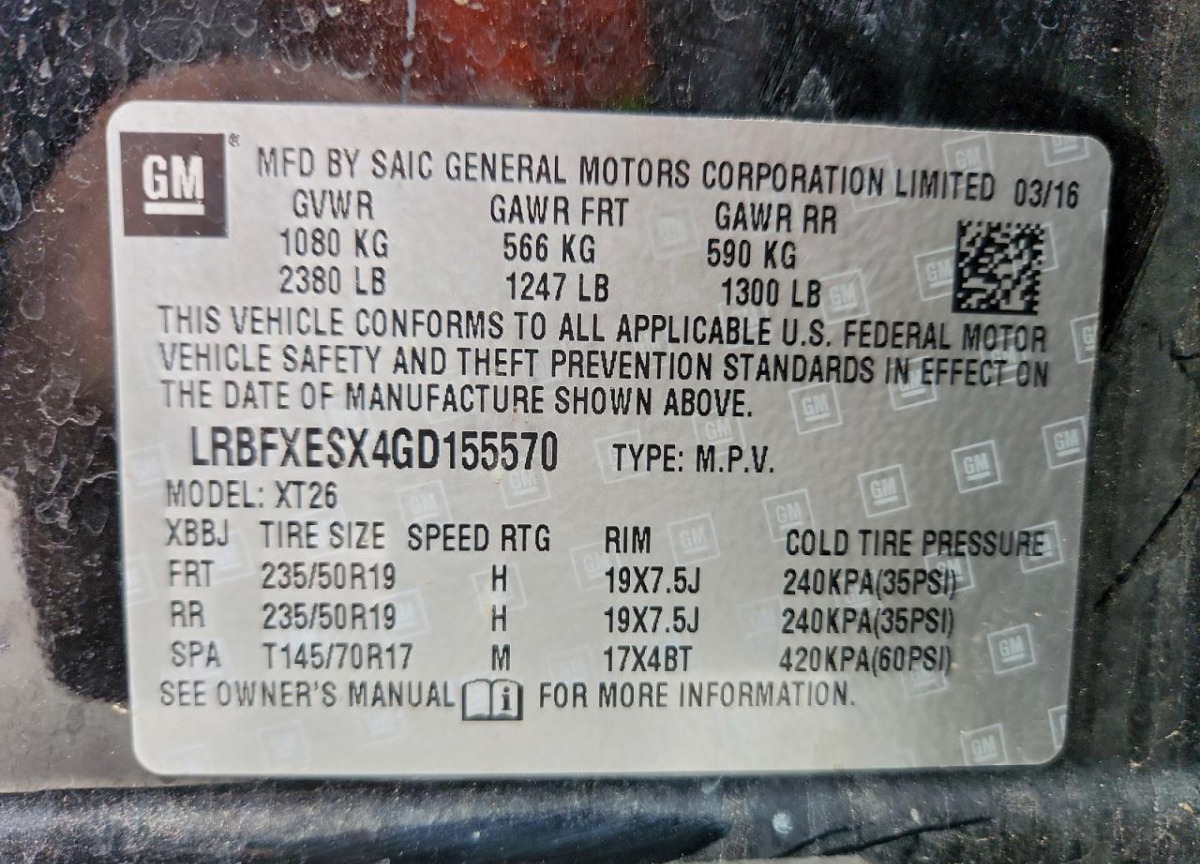 GM ® MFD BY SAIC GENERAL MOTORS CORPORATION LIMITED 03/16
GVWR GAWR FRT GAWR RR
1080 KG 566 KG 590 KG
2380 LB 1247 LB 1300 LB
THIS VEHICLE CONFORMS TO ALL APPLICABLE U.S. FEDERAL MOTOR
VEHICLE SAFETY AND THEFT PREVENTION STANDARDS IN EFFECT ON
THE DATE OF MANUFACTURE SHOWN ABOVE.
LRBFXESX4GD155570 TYPE: M.P.V.
MODEL: XT26
XBBJ TIRE SIZE SPEED RTG RIM COLD TIRE PRESSURE
FRT 235/50R19 H 19X7.5J 240KPA(35PSI)
RR 235/50R19 H 19X7.5J 240KPA(35PSI)
SPA T145/70R17 M 17X4BT 420KPA(60PSI)
SEE OWNER'S MANUAL i FOR MORE INFORMATION.